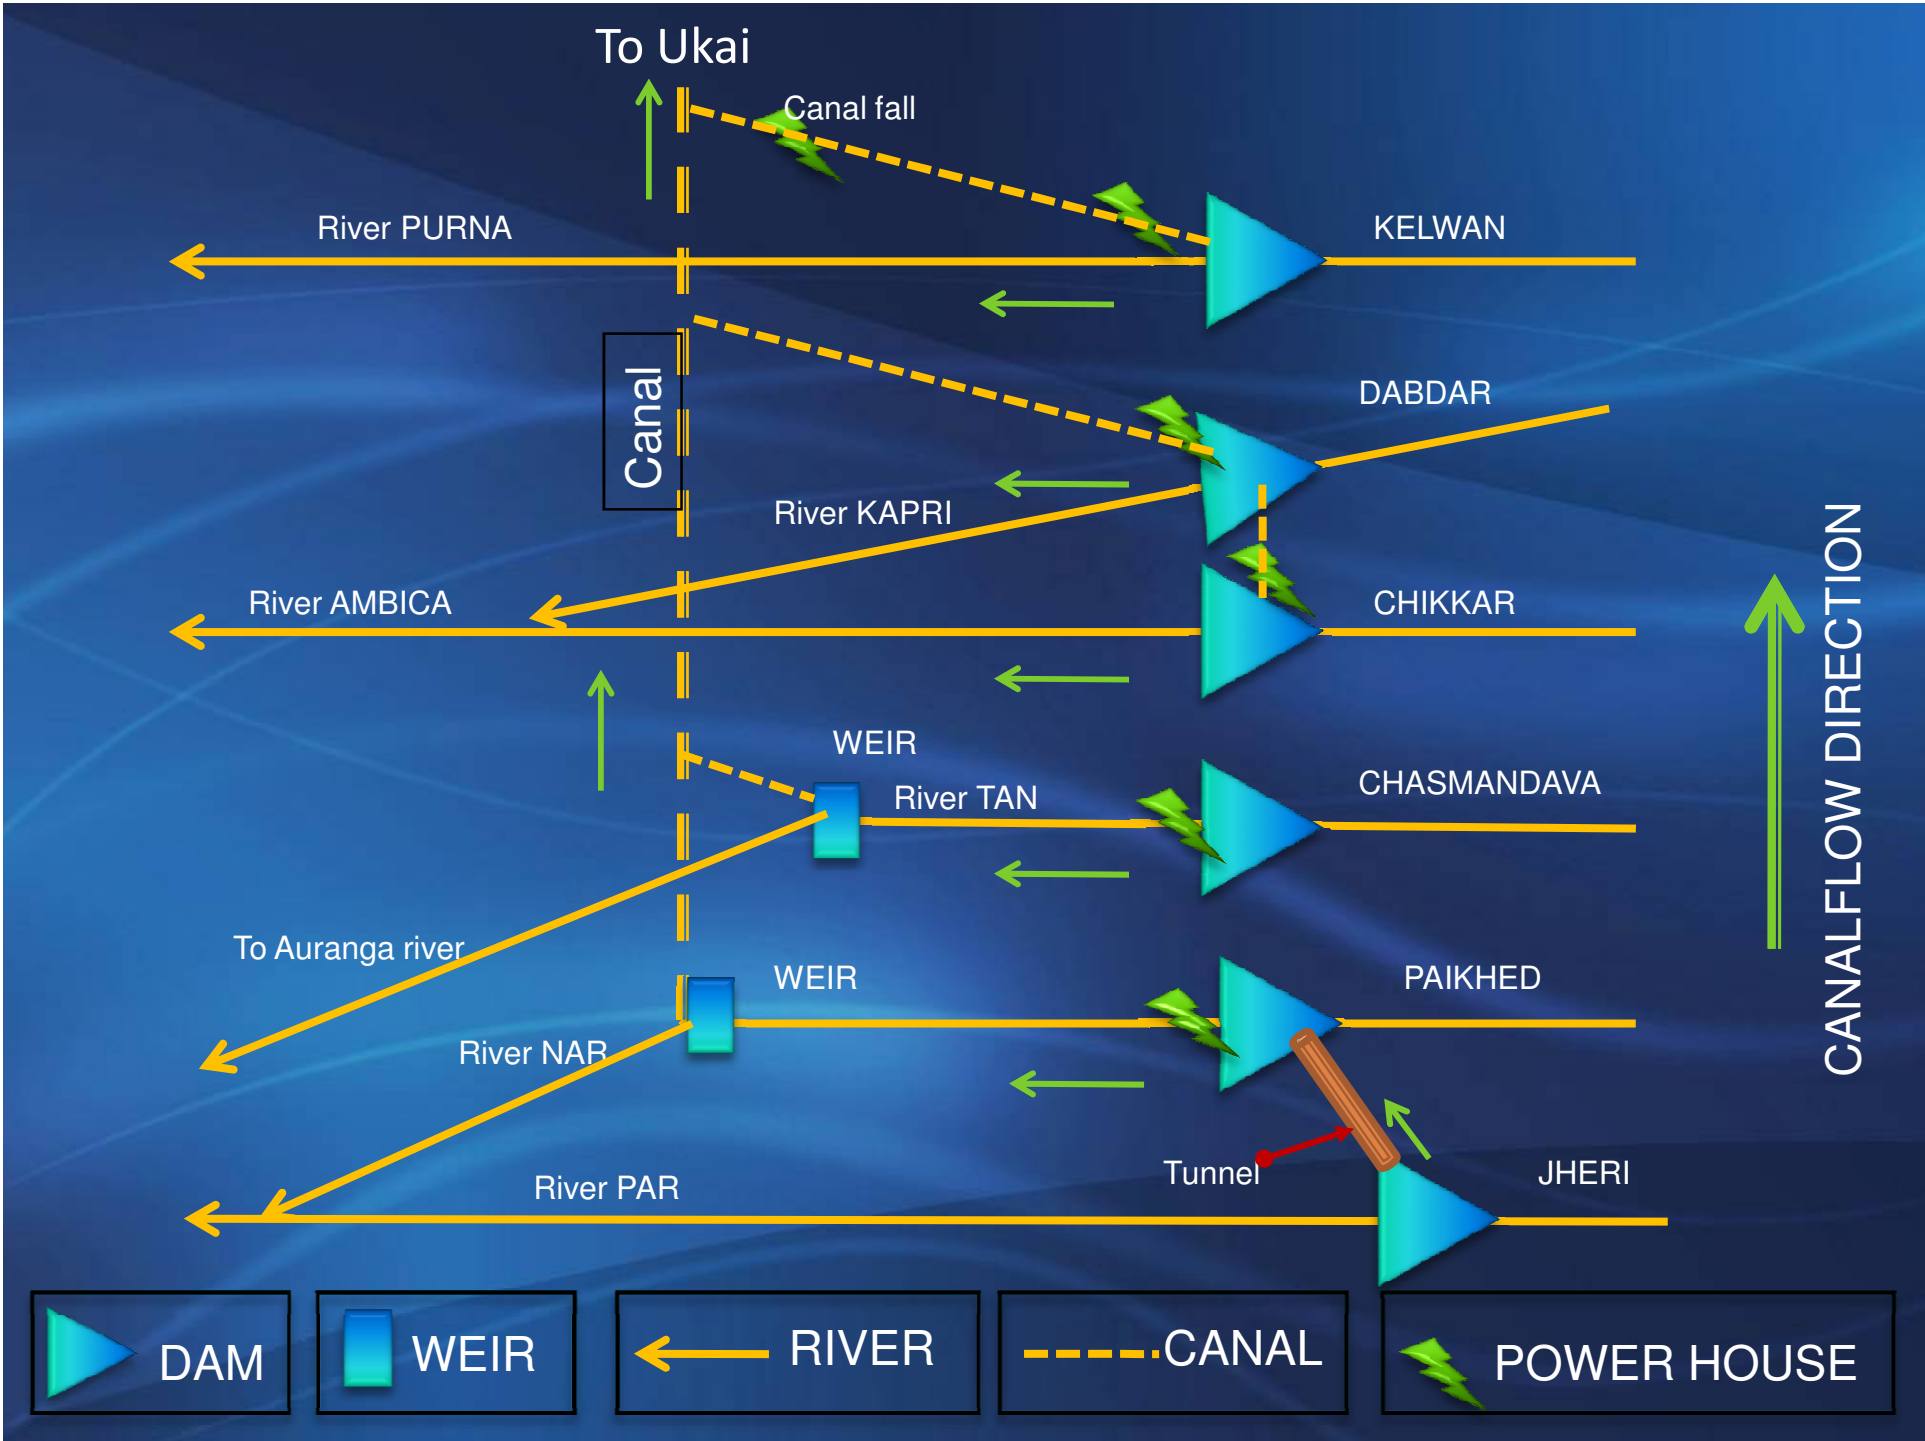 To Ukai
Canal fall
River PURNA
KELWAN
Canal
DABDAR
River KAPRI
River AMBICA
CHIKKAR
WEIR
River TAN
CHASMANDAVA
CANALFLOW DIRECTION
To Auranga river
WEIR
PAIKHED
River NAR
Tunnel
JHERI
River PAR
DAM
WEIR
RIVER
CANAL
POWER HOUSE